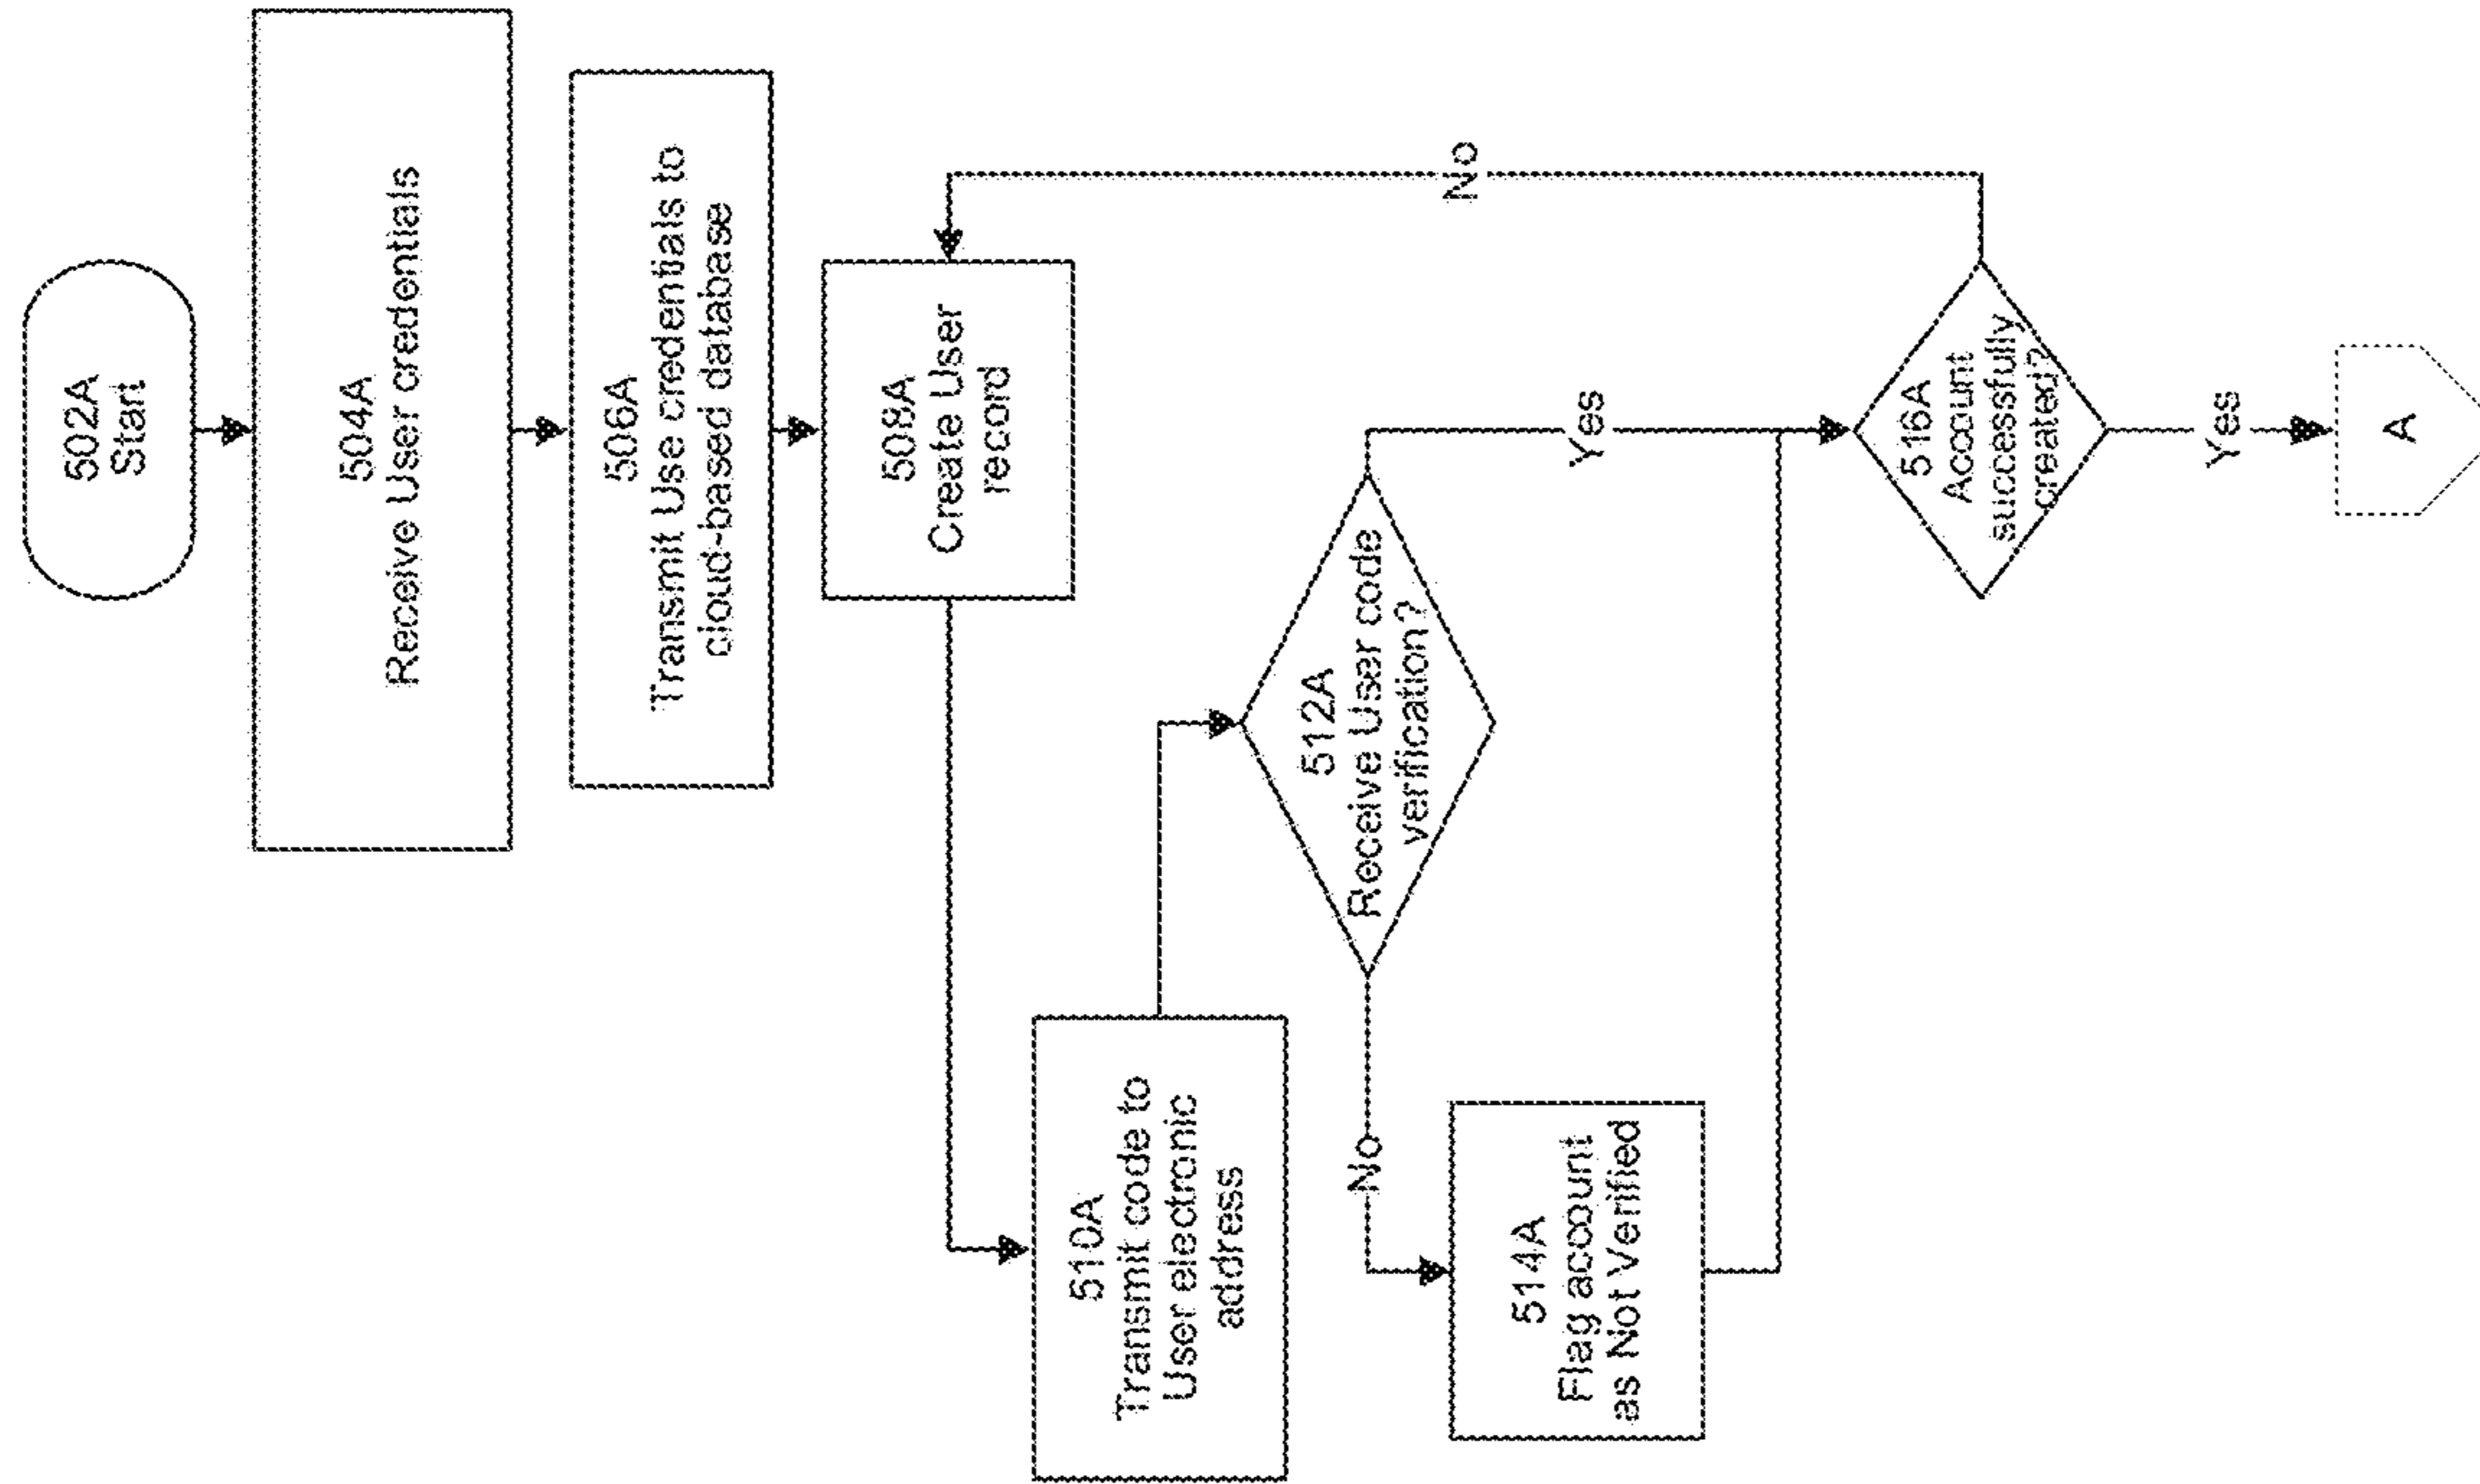 502A
Start
504A
Receive User credentials
506A
Transmit Use credentials to
cloud-based database
508A
Create User
record
510A
Transmit code to
User electronic
address
512A
Receive User code
verification?
No
Yes
514A
Flag account
as Not Verified
516A
Account
successfully
created?
No
Yes
A